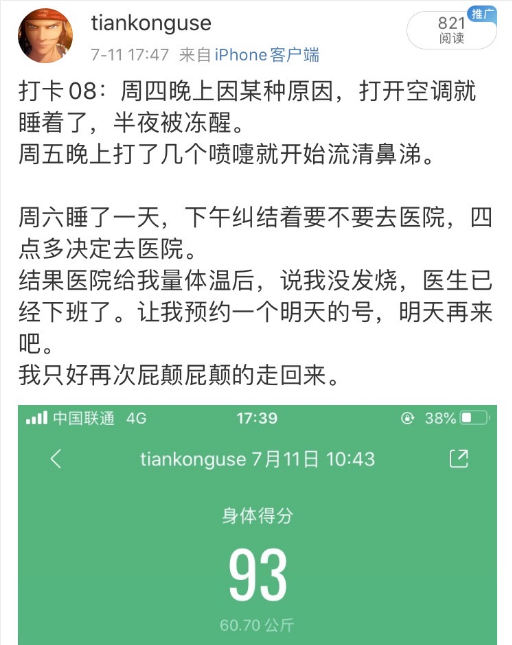 tiankonguse
推广
821
阅读
7-11 17:47 来自iPhone客户端
打卡08：周四晚上因某种原因，打开空调就
睡着了，半夜被冻醒。
周五晚上打了几个喷嚏就开始流清鼻涕。
周六睡了一天，下午纠结着要不要去医院，四
点多决定去医院。
结果医院给我量体温后，说我没发烧，医生已
经下班了。让我预约一个明天的号，明天再来
吧。
我只好再次屁颠屁颠的走回来。
中国联通 4G 17:39 38%
tiankonguse 7月11日 10:43
身体得分
93
60.70公斤